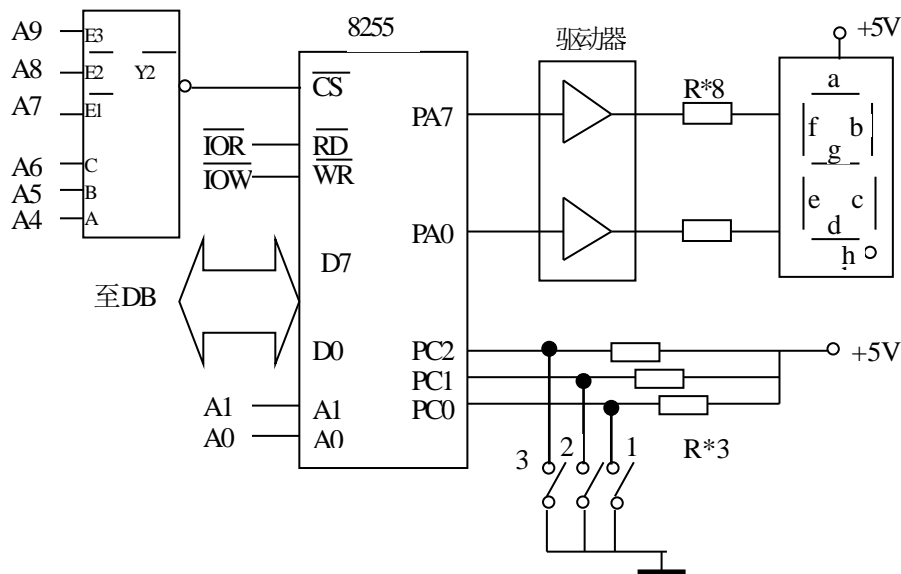 8255
A9
E3
A8
E2
Y2
A7
E1
A6
C
A5
B
A4
A
CS
IOR
RD
IOW
WR
D7
至DB
D0
A1
A1
A0
A0
PA7
PA0
PC2
PC1
PC0
驱动器
R*8
+5V
a
f
b
g
e
c
d
h
+5V
R*3
3
2
1